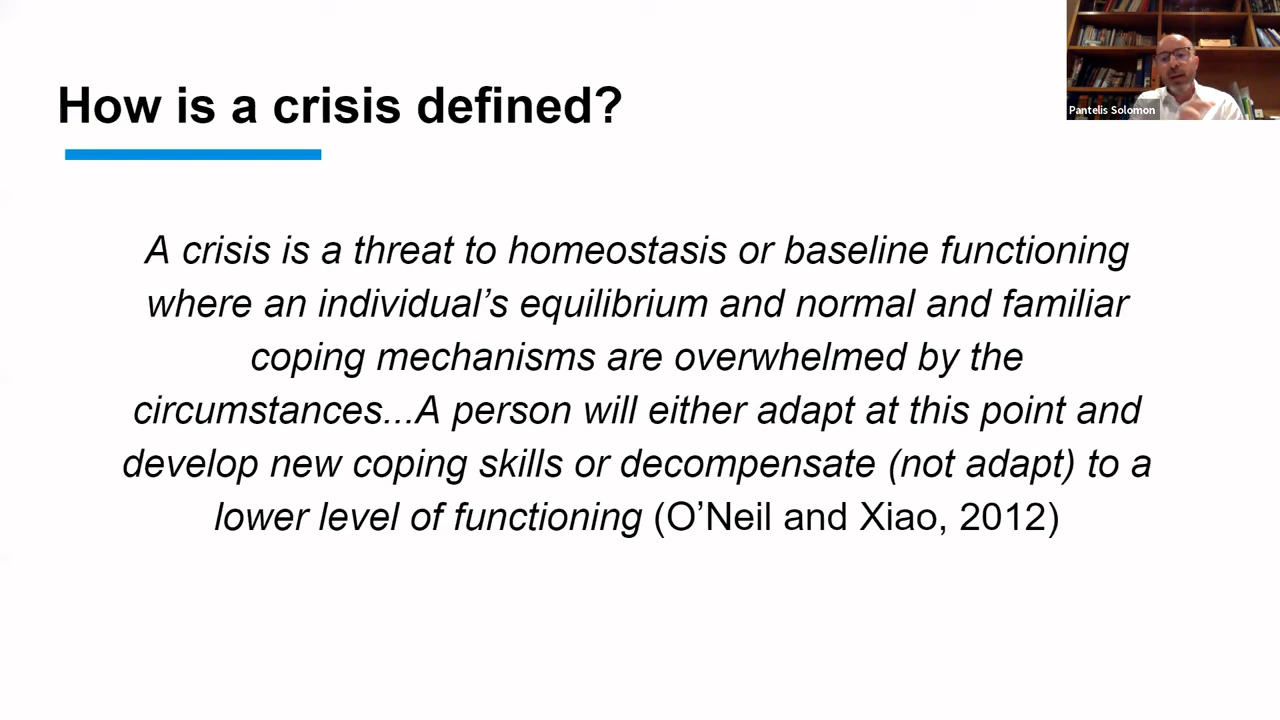 How is a crisis defined?
Pantelis Solomon
A crisis is a threat to homeostasis or baseline functioning
where an individual’s equilibrium and normal and familiar
coping mechanisms are overwhelmed by the
circumstances...A person will either adapt at this point and
develop new coping skills or decompensate (not adapt) to a
lower level of functioning (O’Neil and Xiao, 2012)